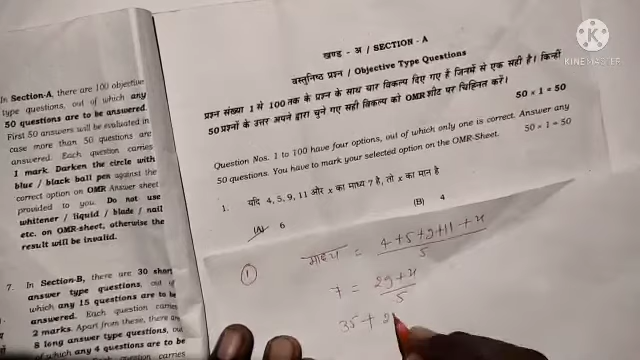 In Section-A, there are 100 objective
type questions, out of which any
50 questions are to be answered.
First 50 answers will be evaluated in
case more than 50 questions are
answered. Each question carries
1 mark. Darken the circle with
blue / black ball pen against the
correct option on OMR Answer sheet
provided to you. Do not use
whitener / liquid / blade / nail
etc. on OMR-sheet, otherwise the
result will be invalid.
7. In Section-B, there are 30 short
answer type questions, out of
which any 15 questions are to be
answered. Each question carries
2 marks. Apart from these, there are
8 long answer type questions, out
of which any 4 questions are to be
Each question carries
खण्ड - अ / SECTION - A
वस्तुनिष्ठ प्रश्न / Objective Type Questions
प्रश्न संख्या 1 से 100 तक के प्रश्न के साथ चार विकल्प दिए गए हैं जिनमें से एक सही है। किन्हीं
50 प्रश्नों के उत्तर अपने द्वारा चुने गए सही विकल्प को OMR शीट पर चिह्नित करें।
50 × 1 = 50
Question Nos. 1 to 100 have four options, out of which only one is correct. Answer any
50 questions. You have to mark your selected option on the OMR-Sheet.
50 × 1 = 50
1. यदि 4, 5, 9, 11 और x का माध्य 7 है, तो x का मान है
(A) 6 (B) 4
① माध्य = 4+5+9+11+x / 5
7 = 29+x / 5
35 +
KINEMASTER